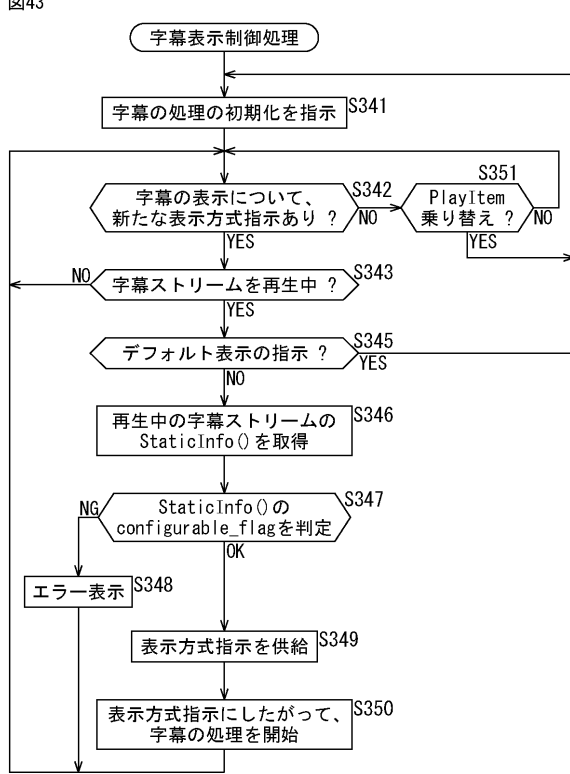 図43
字幕表示制御処理
字幕の処理の初期化を指示
S341
字幕の表示について、
新たな表示方式指示あり ?
S342
NO
YES
S351
PlayItem
乗り替え ?
NO
YES
字幕ストリームを再生中 ?
S343
NO
YES
デフォルト表示の指示 ?
S345
YES
NO
再生中の字幕ストリームの
StaticInfo()を取得
S346
StaticInfo()の
configurable_flagを判定
S347
NG
OK
エラー表示
S348
表示方式指示を供給
S349
表示方式指示にしたがって、
字幕の処理を開始
S350